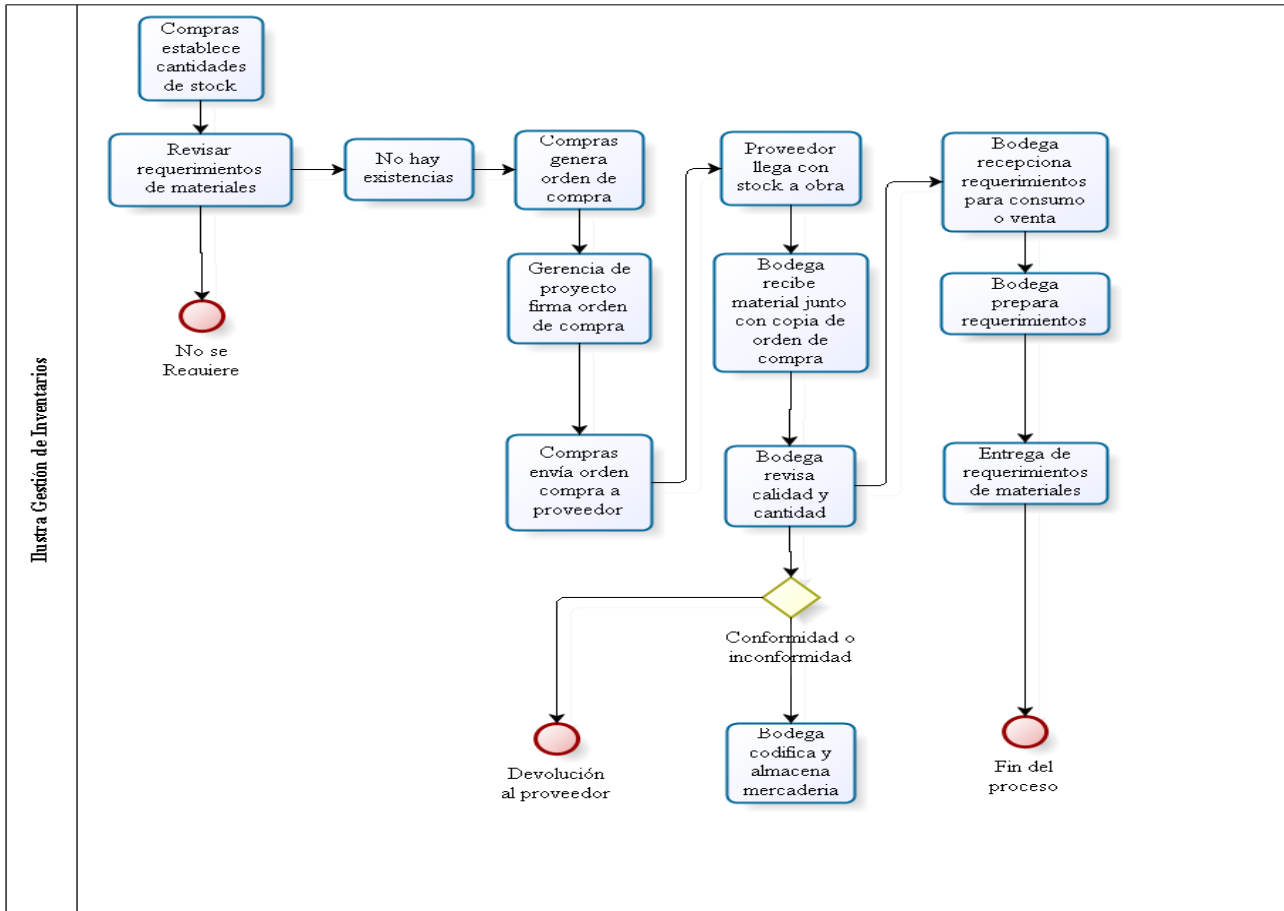 Ilustra Gestión de Inventarios
Compras
establece
cantidades
de stock
Revisar
requerimientos
de materiales
No hay
existencias
Compras
genera
orden de
compra
Proveedor
llega con
stock a obra
Bodega
recepciona
requerimientos
para consumo
o venta
Gerencia de
proyecto
firma orden
de compra
Bodega
recibe
material junto
con copia de
orden de
compra
Bodega
prepara
requerimientos
No se
Requiere
Compras
envía orden
compra a
proveedor
Bodega
revisa
calidad y
cantidad
Entrega de
requerimientos
de materiales
Conformidad o
inconformidad
Devolución
al proveedor
Bodega
codifica y
almacena
mercaderia
Fin del
proceso